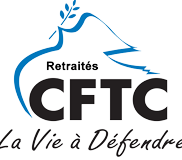 Retraités
CFTC
La Vie à Défendre